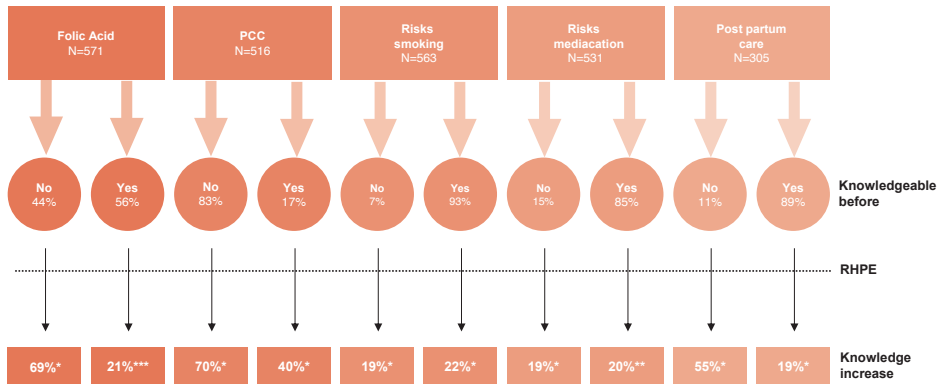 Folic Acid
N=571
PCC
N=516
Risks
smoking
N=563
Risks
mediacation
N=531
Post partum
care
N=305
No
44%
Yes
56%
No
83%
Yes
17%
No
7%
Yes
93%
No
15%
Yes
85%
No
11%
Yes
89%
Knowledgeable
before
RHPE
69%*
21%***
70%*
40%*
19%*
22%*
19%*
20%**
55%*
19%*
Knowledge
increase